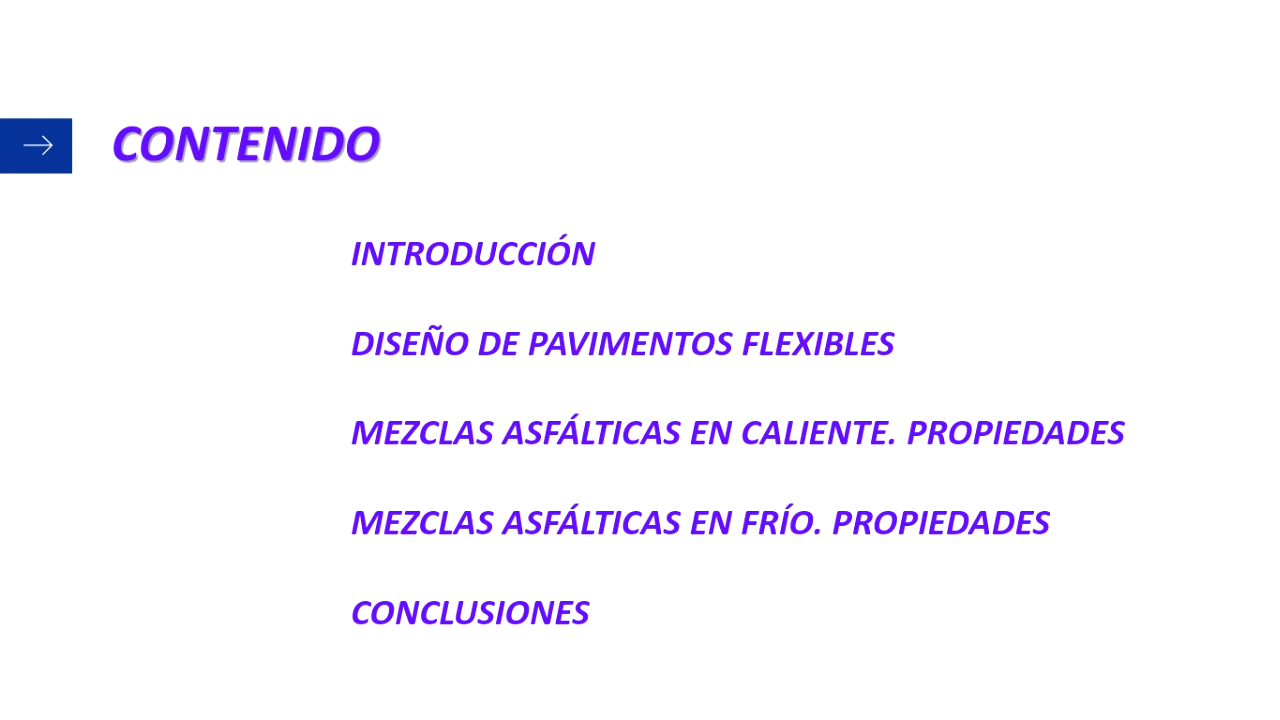 CONTENIDO
INTRODUCCIÓN
DISEÑO DE PAVIMENTOS FLEXIBLES
MEZCLAS ASFÁLTICAS EN CALIENTE. PROPIEDADES
MEZCLAS ASFÁLTICAS EN FRÍO. PROPIEDADES
CONCLUSIONES